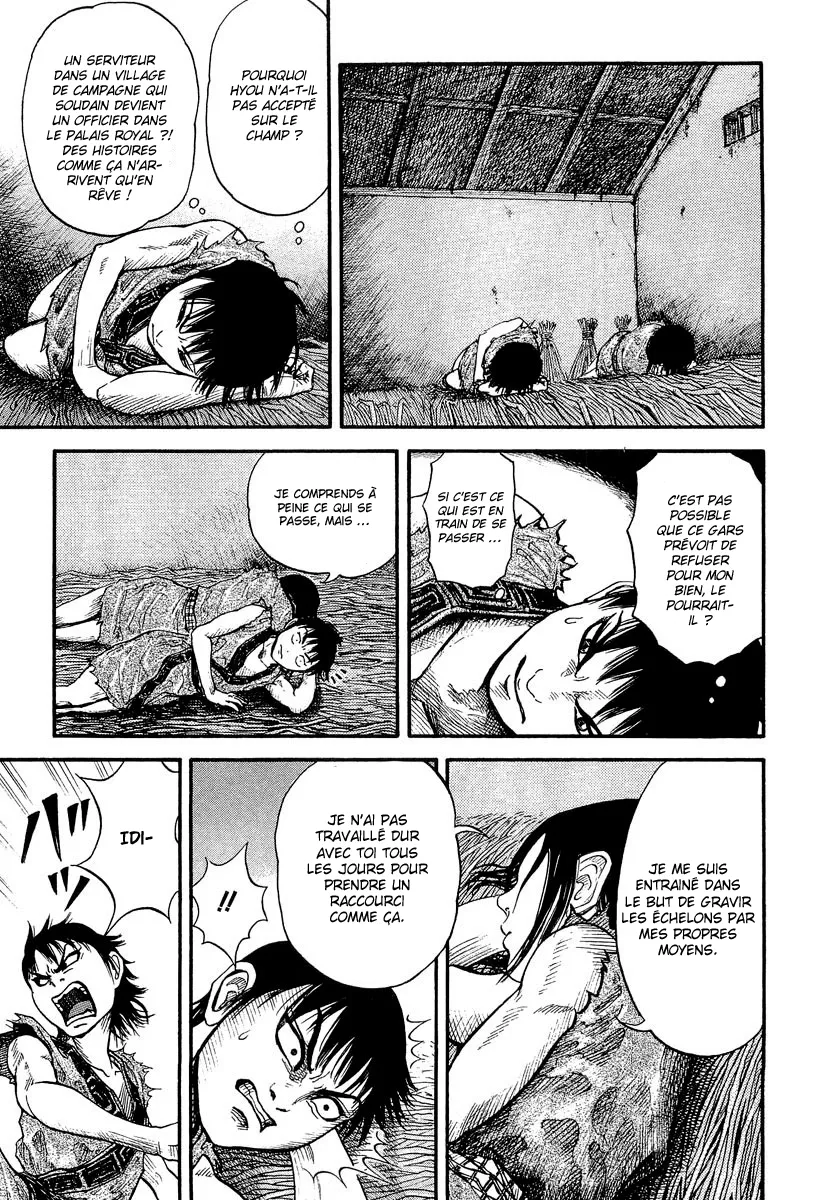 POURQUOI
HYOU N'A-T-IL
PAS ACCEPTÉ
SUR LE
CHAMP ?
UN SERVITEUR
DANS UN VILLAGE
DE CAMPAGNE QUI
SOUDAIN DEVIENT
UN OFFICIER DANS
LE PALAIS ROYAL ?!
DES HISTOIRES
COMME ÇA N'AR-
RIVENT QU'EN
RÊVE !
C'EST PAS
POSSIBLE
QUE CE GARS
PRÉVOIT DE
REFUSER
POUR MON
BIEN, LE
POURRAIT-
IL ?
SI C'EST CE
QUI EST EN
TRAIN DE SE
PASSER ...
JE COMPRENDS À
PEINE CE QUI SE
PASSE, MAIS ...
JE ME SUIS
ENTRAINÉ DANS
LE BUT DE GRAVIR
LES ÉCHELONS PAR
MES PROPRES
MOYENS.
JE N'AI PAS
TRAVAILLÉ DUR
AVEC TOI TOUS
LES JOURS POUR
PRENDRE UN
RACCOURCI
COMME ÇA.
!!
IDI-